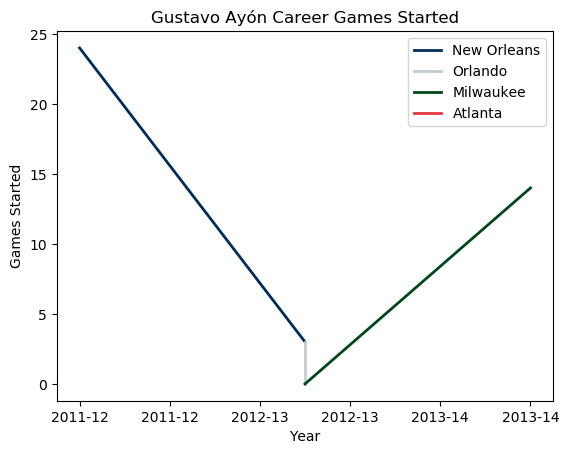 Gustavo Ayón Career Games Started
25
20
15
10
5
0
Games Started
New Orleans
Orlando
Milwaukee
Atlanta
2011-12 2011-12 2012-13 2012-13 2013-14 2013-14
Year